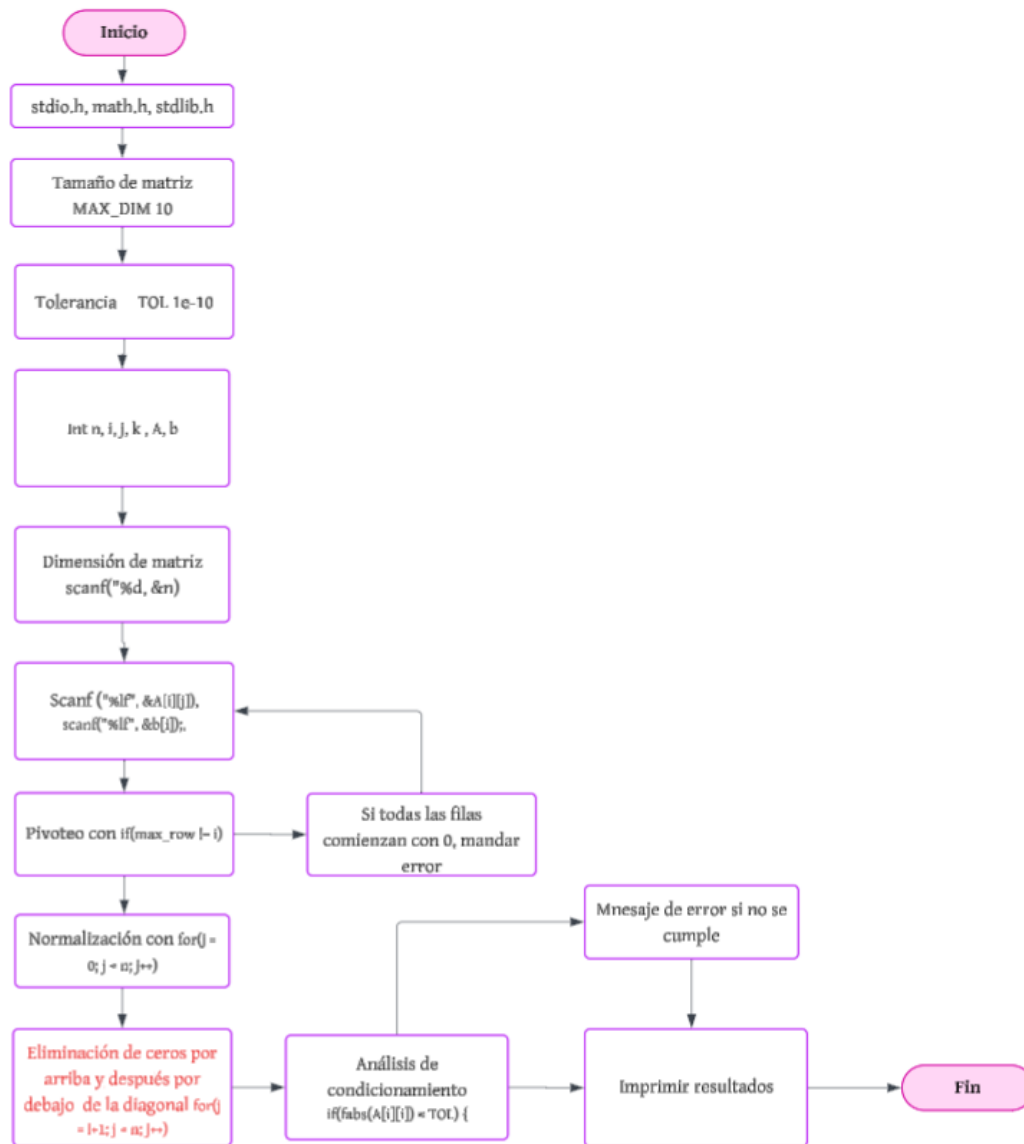 Inicio
stdio.h, math.h, stdlib.h
Tamaño de matriz
MAX_DIM 10
Tolerancia TOL 1e-10
Int n, i, j, k , A, b
Dimensión de matriz
scanf("%d, &n)
Scanf ("%lf", &A[i][j]),
scanf("%lf", &b[i]);.
Pivoteo con if(max_row != i)
Si todas las filas
comienzan con 0, mandar
error
Normalización con for(j =
0; j < n; j++)
Mnesaje de error si no se
cumple
Eliminación de ceros por
arriba y después por
debajo de la diagonal for(j
= i+1; j < n; j++)
Análisis de
condicionamiento
if(fabs(A[i][i]) < TOL) {
Imprimir resultados
Fin